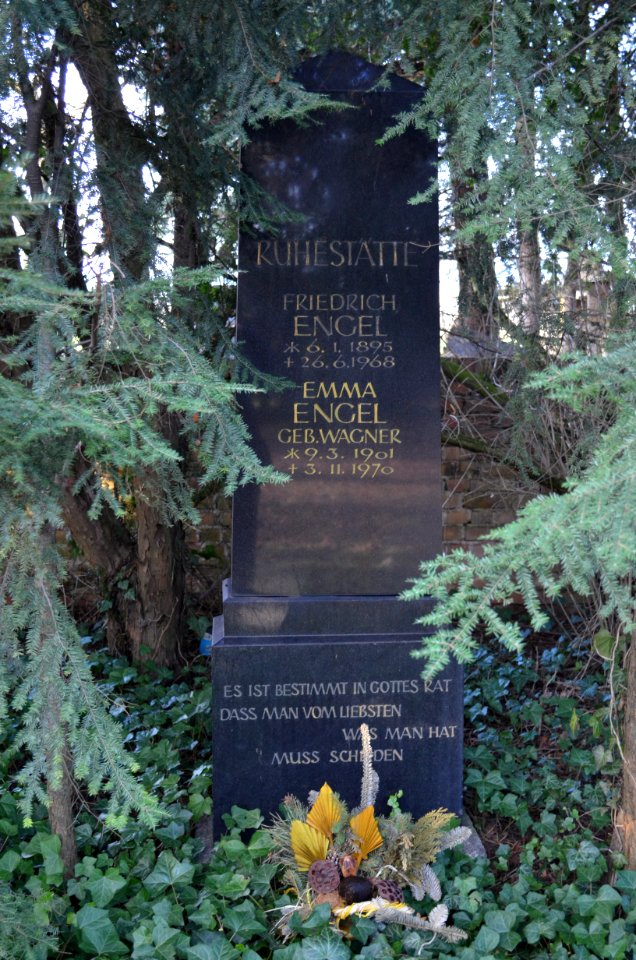 RUHESTÄTTE
FRIEDRICH
ENGEL
* 6. 1. 1895
+ 26. 6. 1968
EMMA
ENGEL
GEB. WAGNER
* 9. 3. 1901
+ 3. 11. 1970
ES IST BESTIMMT IN GOTTES RAT
DASS MAN VOM LIEBSTEN
WAS MAN HAT
MUSS SCHEIDEN